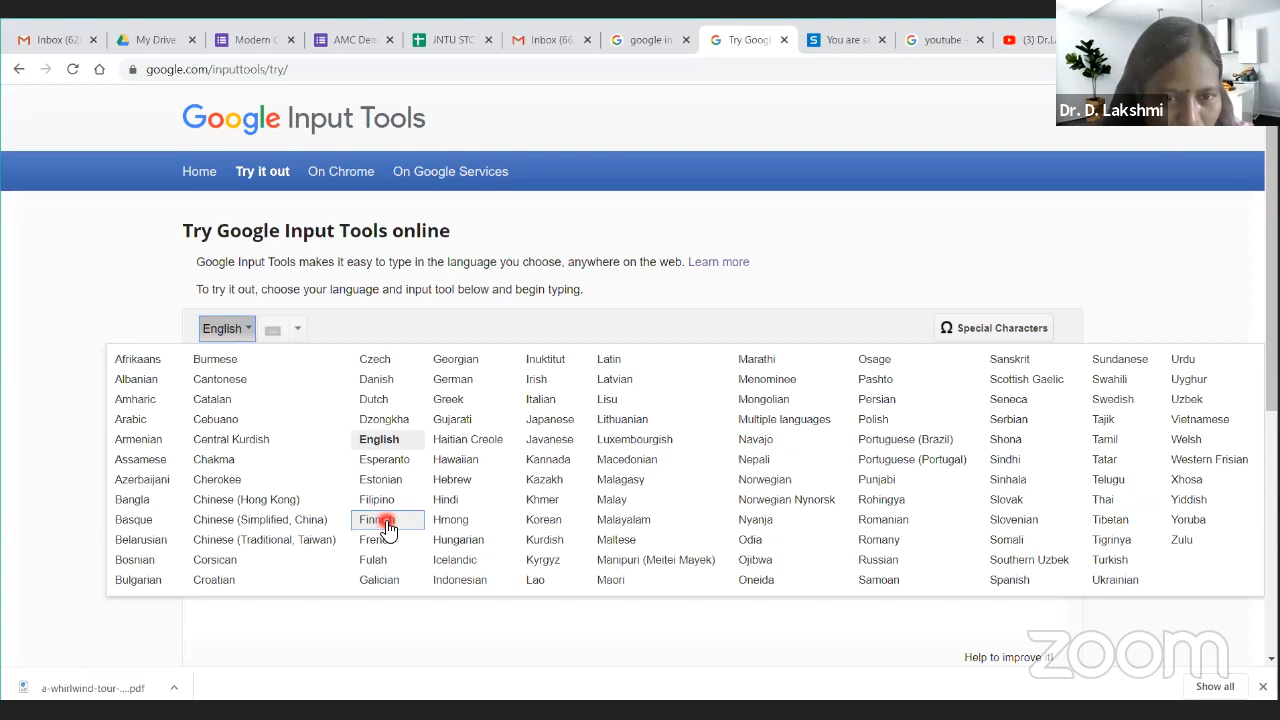 Inbox (62) My Drive Modern C AMC Den JNTU STC Inbox (66 google in Try Googl You are si youtube - (3) Dr.La
google.com/inputtools/try/
Dr. D. Lakshmi
Google Input Tools
Home Try it out On Chrome On Google Services
Try Google Input Tools online
Google Input Tools makes it easy to type in the language you choose, anywhere on the web. Learn more
To try it out, choose your language and input tool below and begin typing.
English Ω Special Characters
Afrikaans Burmese Czech Georgian Inuktitut Latin Marathi Osage Sanskrit Sundanese Urdu
Albanian Cantonese Danish German Irish Latvian Menominee Pashto Scottish Gaelic Swahili Uyghur
Amharic Catalan Dutch Greek Italian Lisu Mongolian Persian Seneca Swedish Uzbek
Arabic Cebuano Dzongkha Gujarati Japanese Lithuanian Multiple languages Polish Serbian Tajik Vietnamese
Armenian Central Kurdish English Haitian Creole Javanese Luxembourgish Navajo Portuguese (Brazil) Shona Tamil Welsh
Assamese Chakma Esperanto Hawaiian Kannada Macedonian Nepali Portuguese (Portugal) Sindhi Tatar Western Frisian
Azerbaijani Cherokee Estonian Hebrew Kazakh Malagasy Norwegian Punjabi Sinhala Telugu Xhosa
Bangla Chinese (Hong Kong) Filipino Hindi Khmer Malay Norwegian Nynorsk Rohingya Slovak Thai Yiddish
Basque Chinese (Simplified, China) Hmong Korean Malayalam Nyanja Romanian Slovenian Tibetan Yoruba
Belarusian Chinese (Traditional, Taiwan) Hungarian Kurdish Maltese Odia Romany Somali Tigrinya Zulu
Bosnian Corsican Fulah Icelandic Kyrgyz Manipuri (Meitei Mayek) Ojibwa Russian Southern Uzbek Turkish
Bulgarian Croatian Galician Indonesian Lao Maori Oneida Samoan Spanish Ukrainian
Help to improve it!
zoom
a-whirlwind-tour-....pdf Show all